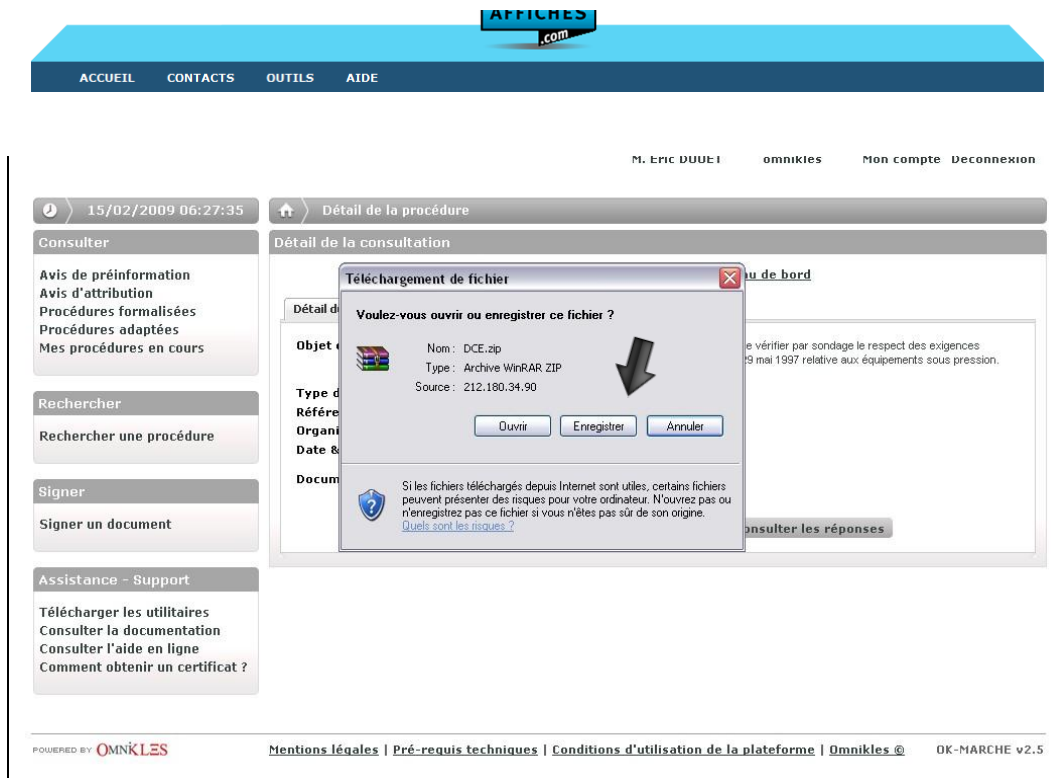 AFFICHES
.com
ACCUEIL CONTACTS OUTILS AIDE
M. Eric DUUET omnikles Mon compte Deconnexion
15/02/2009 06:27:35
Détail de la procédure
Consulter
Avis de préinformation
Avis d'attribution
Procédures formalisées
Procédures adaptées
Mes procédures en cours
Rechercher
Rechercher une procédure
Signer
Signer un document
Assistance - Support
Télécharger les utilitaires
Consulter la documentation
Consulter l'aide en ligne
Comment obtenir un certificat ?
Détail de la consultation
de bord
Détail
Objet
vérifier par sondage le respect des exigences
mai 1997 relative aux équipements sous pression.
Type
Date &
Téléchargement de fichier
Voulez-vous ouvrir ou enregistrer ce fichier ?
Nom : DCE.zip
Type : Archive WinRAR ZIP
Source : 212.180.34.90
Ouvrir Enregistrer Annuler
Si les fichiers téléchargés depuis Internet sont utiles, certains fichiers
peuvent présenter des risques pour votre ordinateur. N'ouvrez pas ou
n'enregistrez pas ce fichier si vous n'êtes pas sûr de son origine.
Quels sont les risques ?
les réponses
POWERED BY OMNIKLES
Mentions légales | Pré-requis techniques | Conditions d'utilisation de la plateforme | Omnikles © OK-MARCHE v2.5